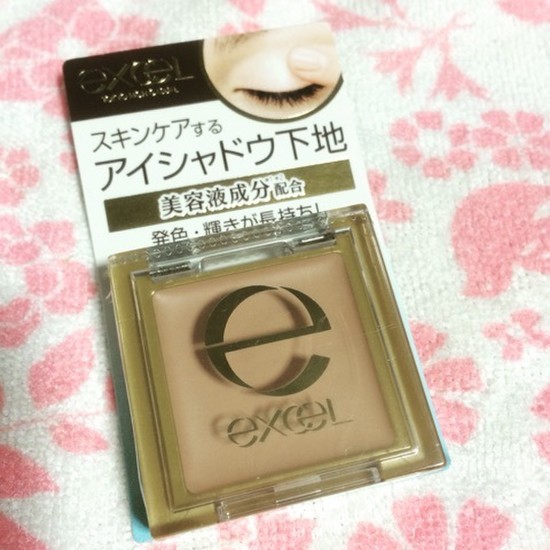 excel
スキンケアする
アイシャドウ下地
美容液成分配合
発色・輝きが長持ち!
e
excel